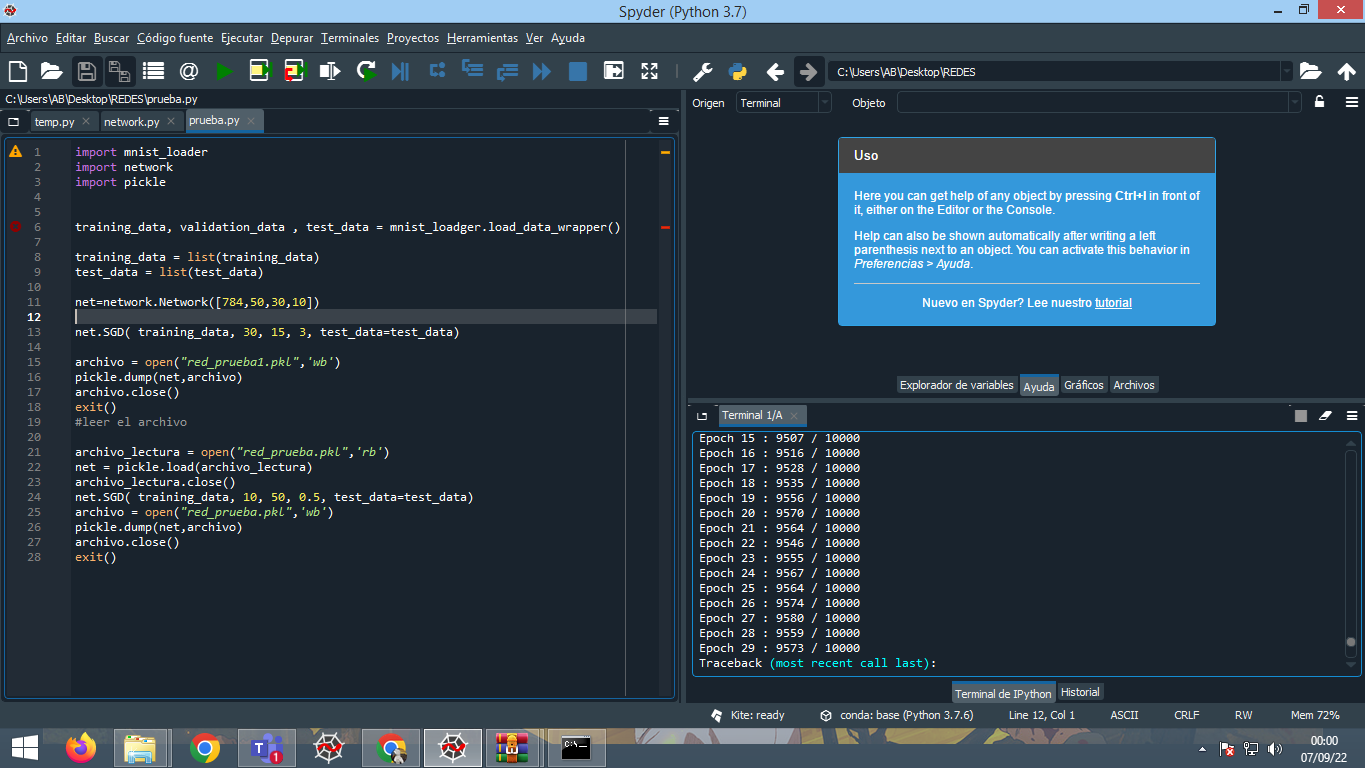 Spyder (Python 3.7)
Archivo Editar Buscar Código fuente Ejecutar Depurar Terminales Proyectos Herramientas Ver Ayuda
C:\Users\AB\Desktop\REDES
C:\Users\AB\Desktop\REDES\prueba.py
temp.py network.py prueba.py
1 import mnist_loader
2 import network
3 import pickle
4
5
6 training_data, validation_data , test_data = mnist_loadger.load_data_wrapper()
7
8 training_data = list(training_data)
9 test_data = list(test_data)
10
11 net=network.Network([784,50,30,10])
12
13 net.SGD( training_data, 30, 15, 3, test_data=test_data)
14
15 archivo = open("red_prueba1.pkl",'wb')
16 pickle.dump(net,archivo)
17 archivo.close()
18 exit()
19 #leer el archivo
20
21 archivo_lectura = open("red_prueba.pkl",'rb')
22 net = pickle.load(archivo_lectura)
23 archivo_lectura.close()
24 net.SGD( training_data, 10, 50, 0.5, test_data=test_data)
25 archivo = open("red_prueba.pkl",'wb')
26 pickle.dump(net,archivo)
27 archivo.close()
28 exit()
Origen Terminal Objeto
Uso
Here you can get help of any object by pressing Ctrl+I in front of
it, either on the Editor or the Console.
Help can also be shown automatically after writing a left
parenthesis next to an object. You can activate this behavior in
Preferencias > Ayuda.
Nuevo en Spyder? Lee nuestro tutorial
Explorador de variables Ayuda Gráficos Archivos
Terminal 1/A
Epoch 15 : 9507 / 10000
Epoch 16 : 9516 / 10000
Epoch 17 : 9528 / 10000
Epoch 18 : 9535 / 10000
Epoch 19 : 9556 / 10000
Epoch 20 : 9570 / 10000
Epoch 21 : 9564 / 10000
Epoch 22 : 9546 / 10000
Epoch 23 : 9555 / 10000
Epoch 24 : 9567 / 10000
Epoch 25 : 9564 / 10000
Epoch 26 : 9574 / 10000
Epoch 27 : 9580 / 10000
Epoch 28 : 9559 / 10000
Epoch 29 : 9573 / 10000
Traceback (most recent call last):
Terminal de IPython Historial
Kite: ready conda: base (Python 3.7.6) Line 12, Col 1 ASCII CRLF RW Mem 72%
00:00
07/09/22